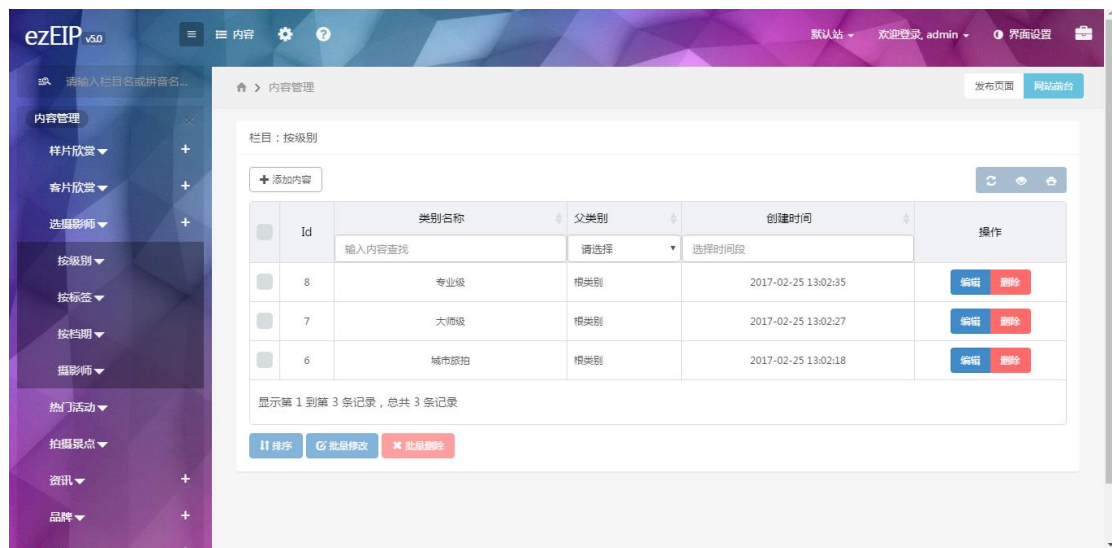 ezEIP v5.0
内容
默认站
欢迎登录, admin
界面设置
请输入栏目名或拼音名...
内容管理
样片欣赏
客片欣赏
选摄影师
按级别
按标签
按档期
摄影师
热门活动
拍摄景点
资讯
品牌
内容管理
发布页面
网站前台
栏目：按级别
添加内容
Id 类别名称 父类别 创建时间 操作
输入内容查找 请选择 选择时间段
8 专业级 根类别 2017-02-25 13:02:35 编辑 删除
7 大师级 根类别 2017-02-25 13:02:27 编辑 删除
6 城市旅拍 根类别 2017-02-25 13:02:18 编辑 删除
显示第 1 到第 3 条记录，总共 3 条记录
排序 批量修改 批量删除